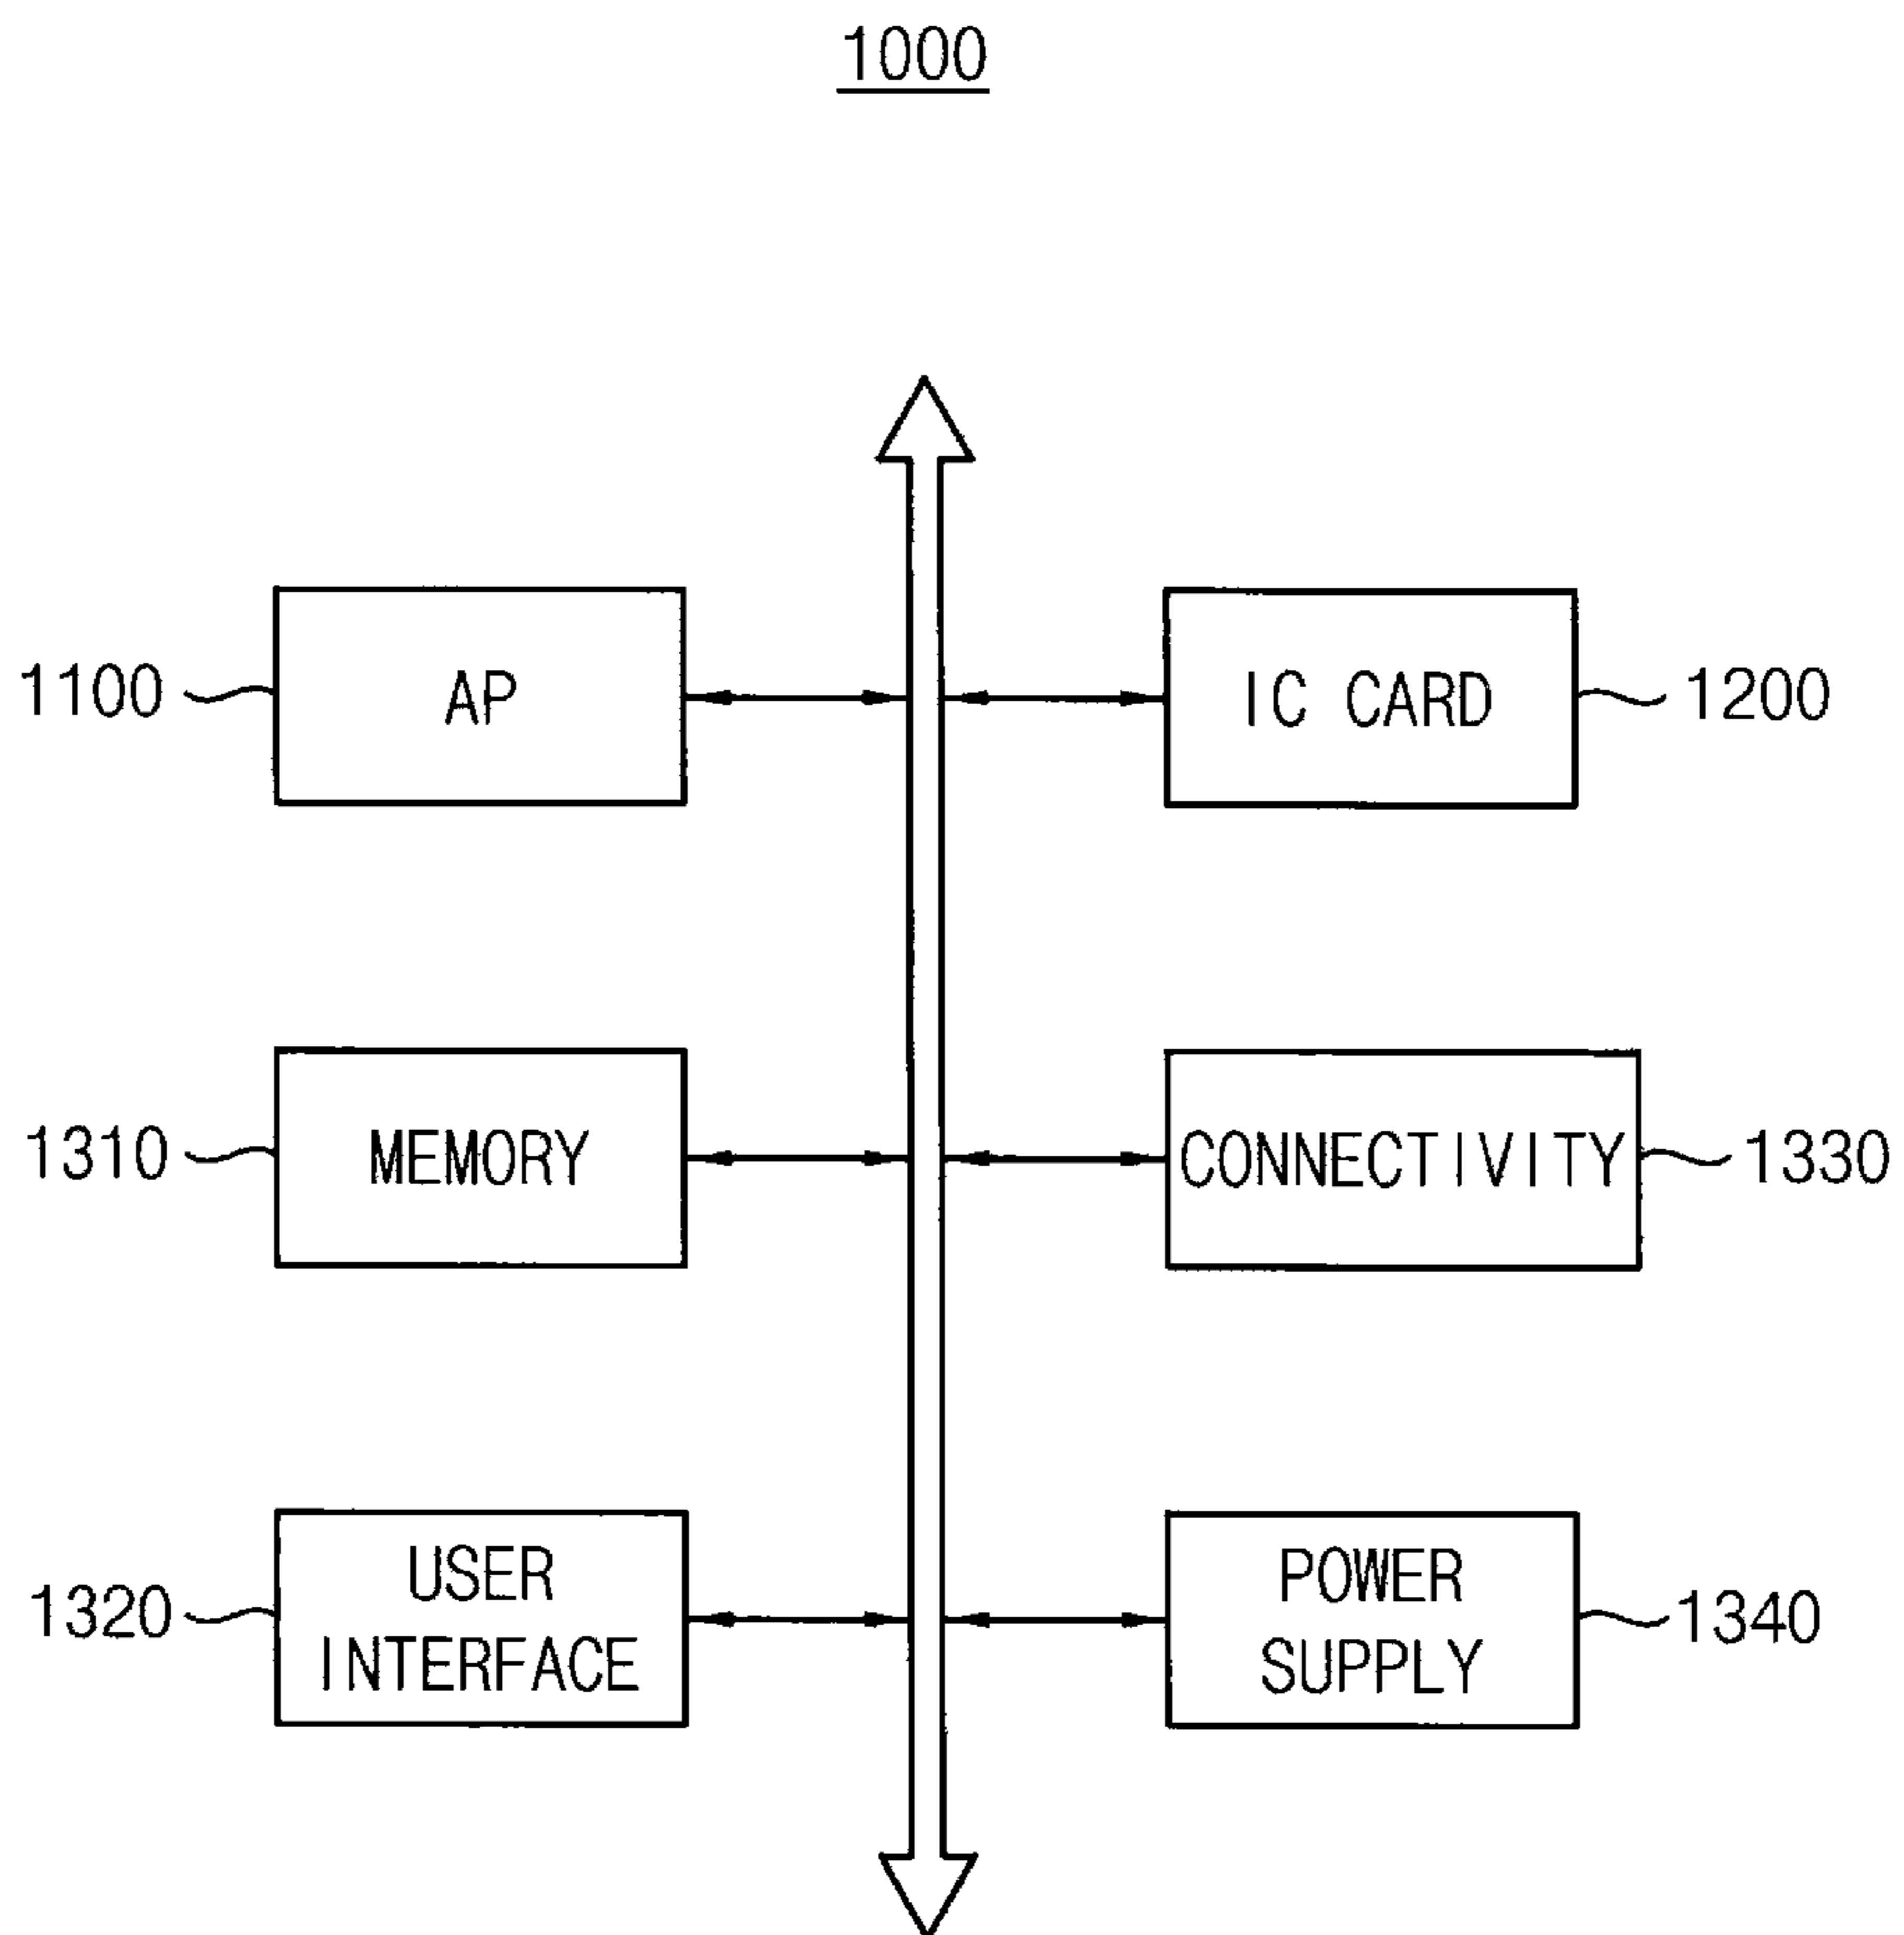 1000
1100
AP
IC CARD
1200
1310
MEMORY
CONNECTIVITY
1330
1320
USER
INTERFACE
POWER
SUPPLY
1340